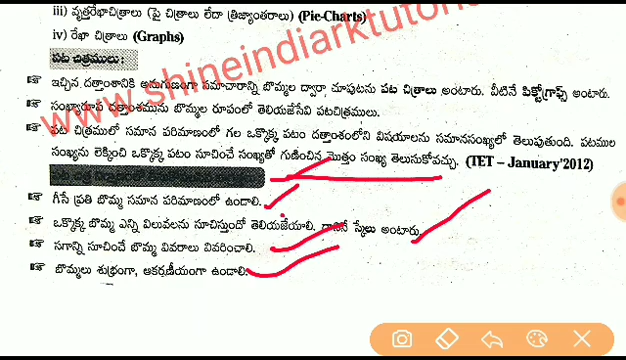 iii) వృత్తరేఖాచిత్రాలు (పై చిత్రాలు లేదా త్రిజ్యాంతరాలు) (Pie-Charts)
iv) రేఖా చిత్రాలు (Graphs)
పట చిత్రములు :
ఇచ్చిన దత్తాంశానికి అనుగుణంగా సమాచారాన్ని బొమ్మల ద్వారా చూపుటను పట చిత్రాలు అంటారు. వీటినే పిక్టోగ్రాఫ్స్ అంటారు.
సంఖ్యారూప దత్తాంశమును బొమ్మల రూపంలో తెలియజేసేవి పటచిత్రములు.
పట చిత్రములో సమాన పరిమాణంలో గల ఒక్కొక్క పటం దత్తాంశంలోని విషయాలను సమానసంఖ్యలో తెలుపుతుంది. పటముల
సంఖ్యను లెక్కించి ఒక్కొక్క పటం సూచించే సంఖ్యతో గుడించిన మొత్తం సంఖ్య తెలుసుకోవచ్చు. (TET – January'2012)
గీసే ప్రతి బొమ్మ సమాన పరిమాణంలో ఉండాలి.
ఒక్కొక్క బొమ్మ ఎన్ని విలువలను సూచిస్తుందో తెలియజేయాలి. దానినే స్కేలు అంటారు.
సగాన్ని సూచించే బొమ్మ వివరాలు వివరించాలి.
బొమ్మలు శుభ్రంగా, ఆకర్షణీయంగా ఉండాలి.